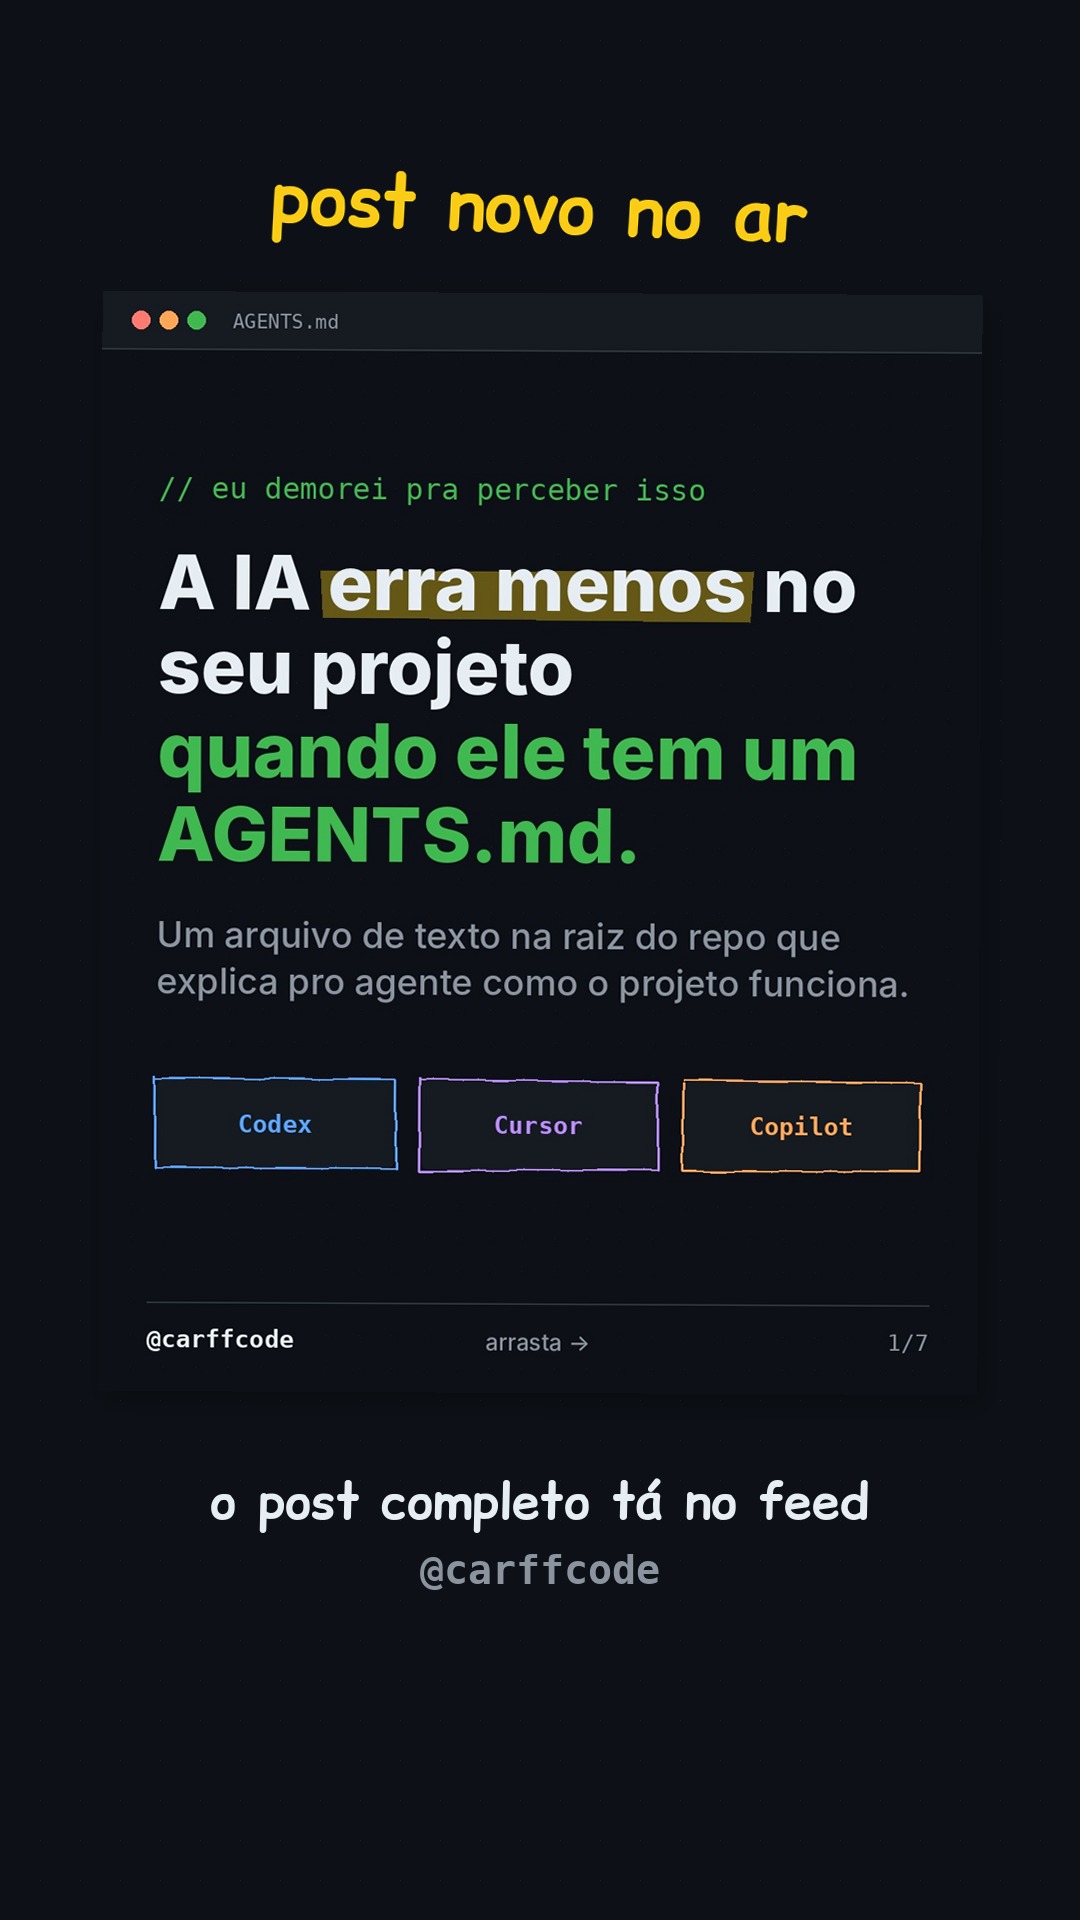 post novo no ar
AGENTS.md
// eu demorei pra perceber isso
A IA erra menos no
seu projeto
quando ele tem um
AGENTS.md.
Um arquivo de texto na raiz do repo que
explica pro agente como o projeto funciona.
Codex Cursor Copilot
@carffcode arrasta → 1/7
o post completo tá no feed
@carffcode